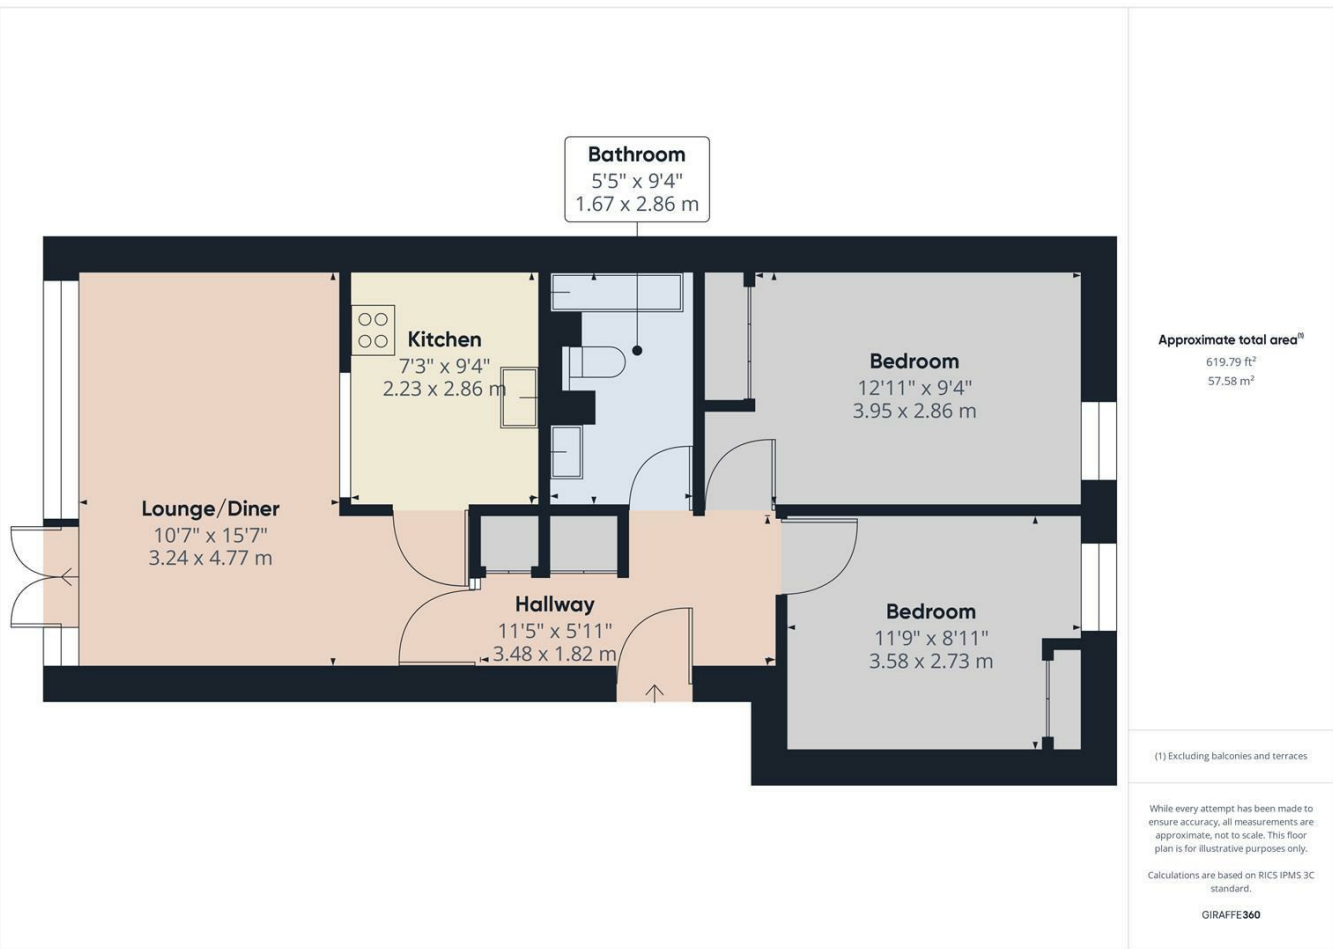 Bathroom
5'5" x 9'4"
1.67 x 2.86 m
Kitchen
7'3" x 9'4"
2.23 x 2.86 m
Bedroom
12'11" x 9'4"
3.95 x 2.86 m
Lounge/Diner
10'7" x 15'7"
3.24 x 4.77 m
Hallway
11'5" x 5'11"
3.48 x 1.82 m
Bedroom
11'9" x 8'11"
3.58 x 2.73 m
Approximate total area⁽¹⁾
619.79 ft²
57.58 m²
(1) Excluding balconies and terraces
While every attempt has been made to
ensure accuracy, all measurements are
approximate, not to scale. This floor
plan is for illustrative purposes only.
Calculations are based on RICS IPMS 3C
standard.
GIRAFFE360